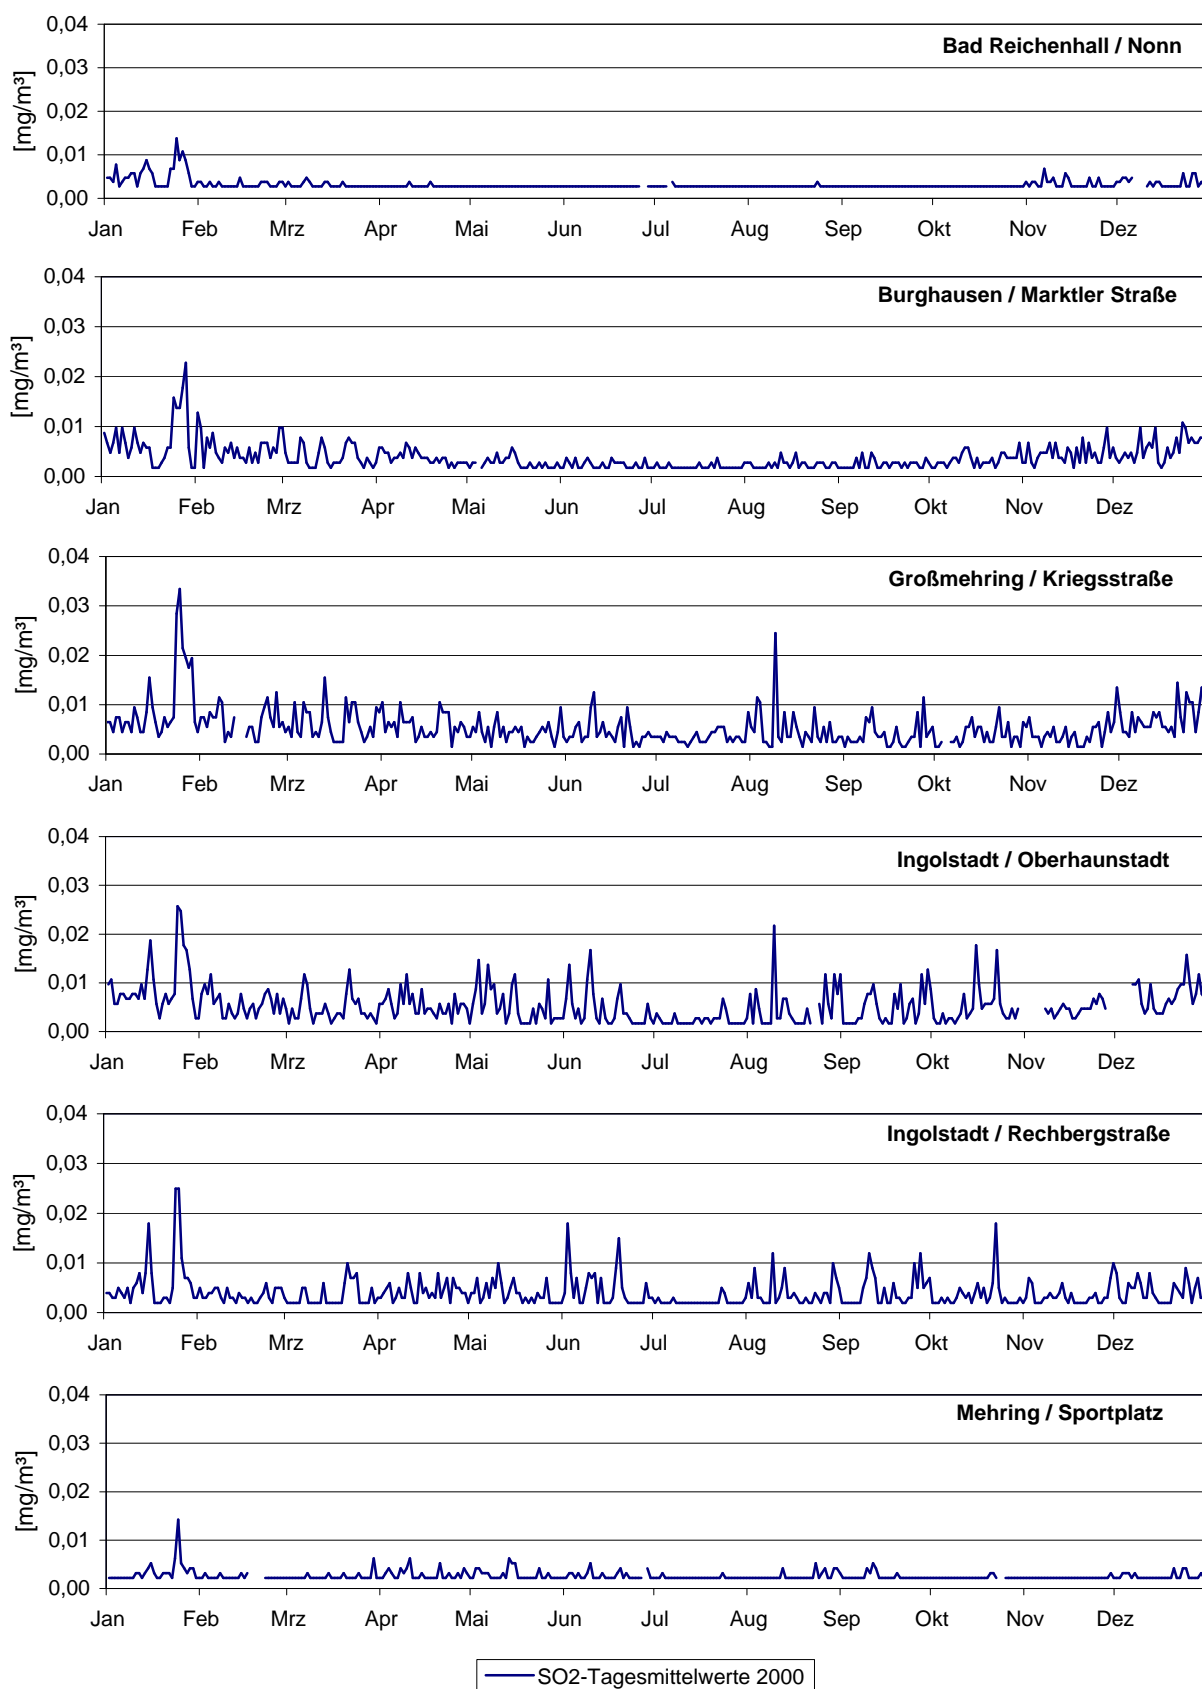 Bad Reichenhall / Nonn
[mg/m³]
0,04
0,03
0,02
0,01
0,00
Jan Feb Mrz Apr Mai Jun Jul Aug Sep Okt Nov Dez
Burghausen / Marktler Straße
[mg/m³]
0,04
0,03
0,02
0,01
0,00
Jan Feb Mrz Apr Mai Jun Jul Aug Sep Okt Nov Dez
Großmehring / Kriegsstraße
[mg/m³]
0,04
0,03
0,02
0,01
0,00
Jan Feb Mrz Apr Mai Jun Jul Aug Sep Okt Nov Dez
Ingolstadt / Oberhaunstadt
[mg/m³]
0,04
0,03
0,02
0,01
0,00
Jan Feb Mrz Apr Mai Jun Jul Aug Sep Okt Nov Dez
Ingolstadt / Rechbergstraße
[mg/m³]
0,04
0,03
0,02
0,01
0,00
Jan Feb Mrz Apr Mai Jun Jul Aug Sep Okt Nov Dez
Mehring / Sportplatz
[mg/m³]
0,04
0,03
0,02
0,01
0,00
Jan Feb Mrz Apr Mai Jun Jul Aug Sep Okt Nov Dez
SO2-Tagesmittelwerte 2000